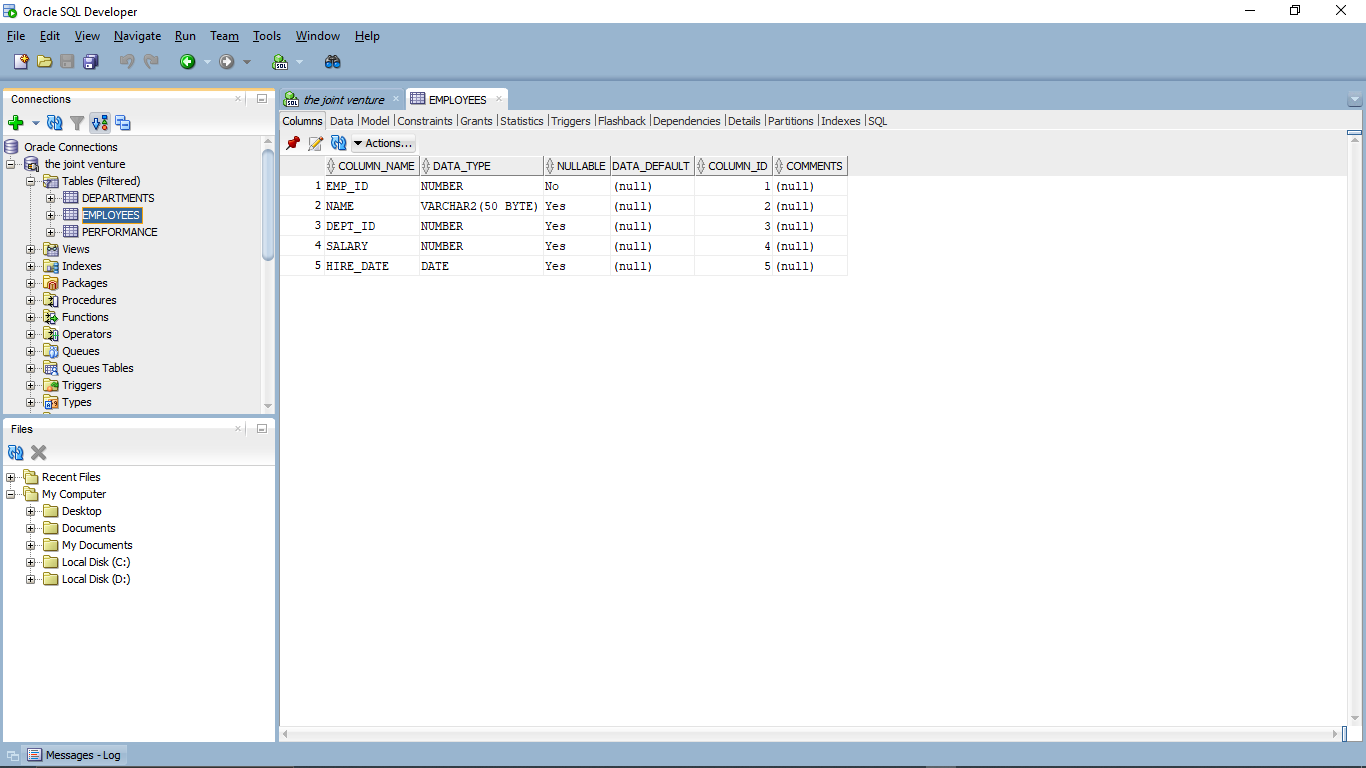 Oracle SQL Developer
File Edit View Navigate Run Team Tools Window Help
Connections
Oracle Connections
the joint venture
Tables (Filtered)
DEPARTMENTS
EMPLOYEES
PERFORMANCE
Views
Indexes
Packages
Procedures
Functions
Operators
Queues
Queues Tables
Triggers
Types
Files
Recent Files
My Computer
Desktop
Documents
My Documents
Local Disk (C:)
Local Disk (D:)
the joint venture EMPLOYEES
Columns Data Model Constraints Grants Statistics Triggers Flashback Dependencies Details Partitions Indexes SQL
Actions...
COLUMN_NAME DATA_TYPE NULLABLE DATA_DEFAULT COLUMN_ID COMMENTS
1 EMP_ID NUMBER No (null) 1 (null)
2 NAME VARCHAR2(50 BYTE) Yes (null) 2 (null)
3 DEPT_ID NUMBER Yes (null) 3 (null)
4 SALARY NUMBER Yes (null) 4 (null)
5 HIRE_DATE DATE Yes (null) 5 (null)
Messages - Log